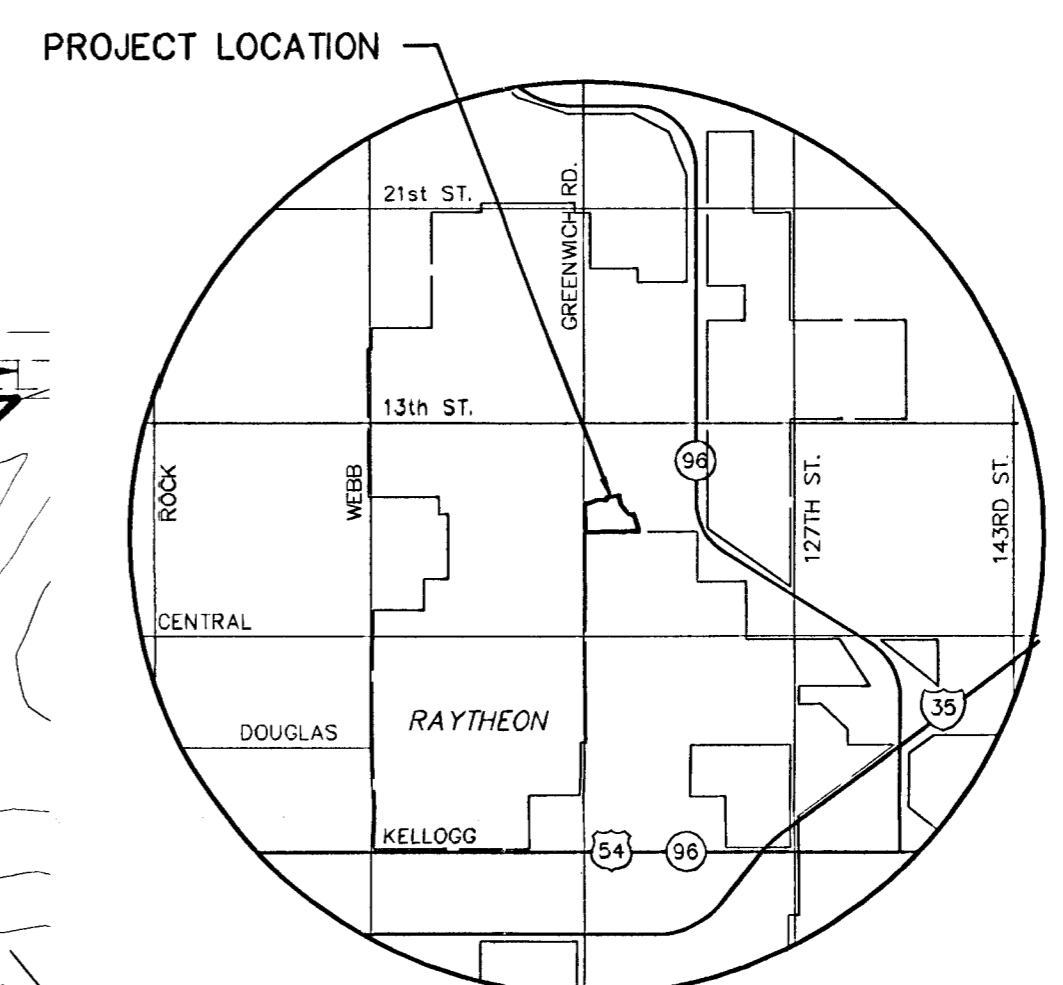 PROJECT LOCATION
21st ST.
GREENWICH RD.
13th ST.
96
ROCK
WEBB
127TH ST.
143RD ST.
CENTRAL
DOUGLAS
RAYTHEON
35
KELLOGG
54
96